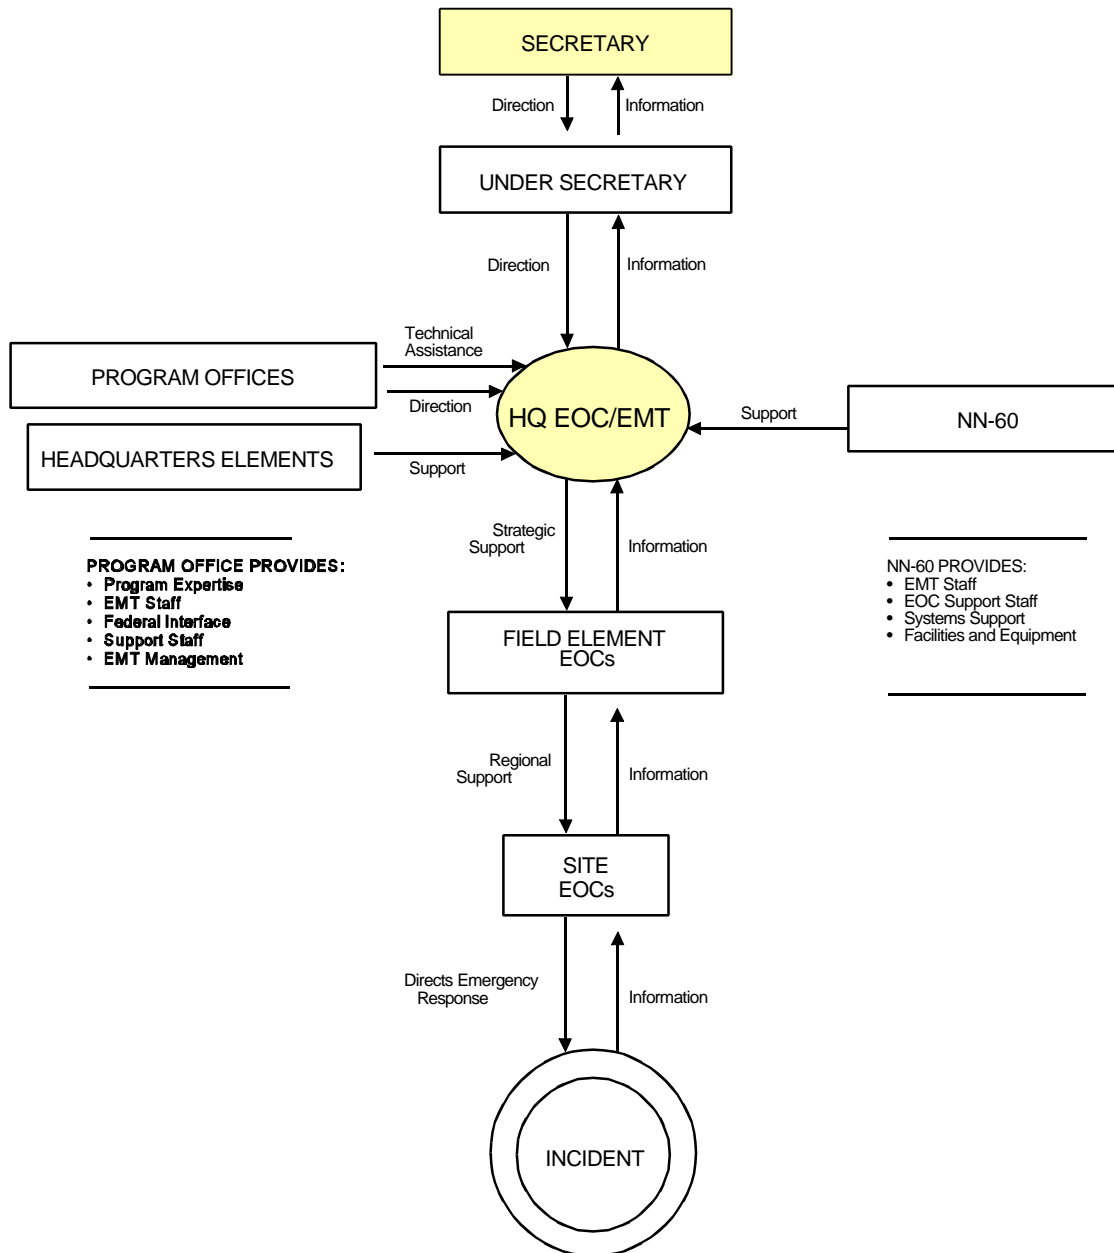 SECRETARY
Direction
Information
UNDER SECRETARY
Direction
Information
Technical
Assistance
PROGRAM OFFICES
Direction
HQ EOC/EMT
Support
NN-60
HEADQUARTERS ELEMENTS
Support
Strategic
Support
Information
PROGRAM OFFICE PROVIDES:
• Program Expertise
• EMT Staff
• Federal Interface
• Support Staff
• EMT Management
NN-60 PROVIDES:
• EMT Staff
• EOC Support Staff
• Systems Support
• Facilities and Equipment
FIELD ELEMENT
EOCs
Regional
Support
Information
SITE
EOCs
Directs Emergency
Response
Information
INCIDENT